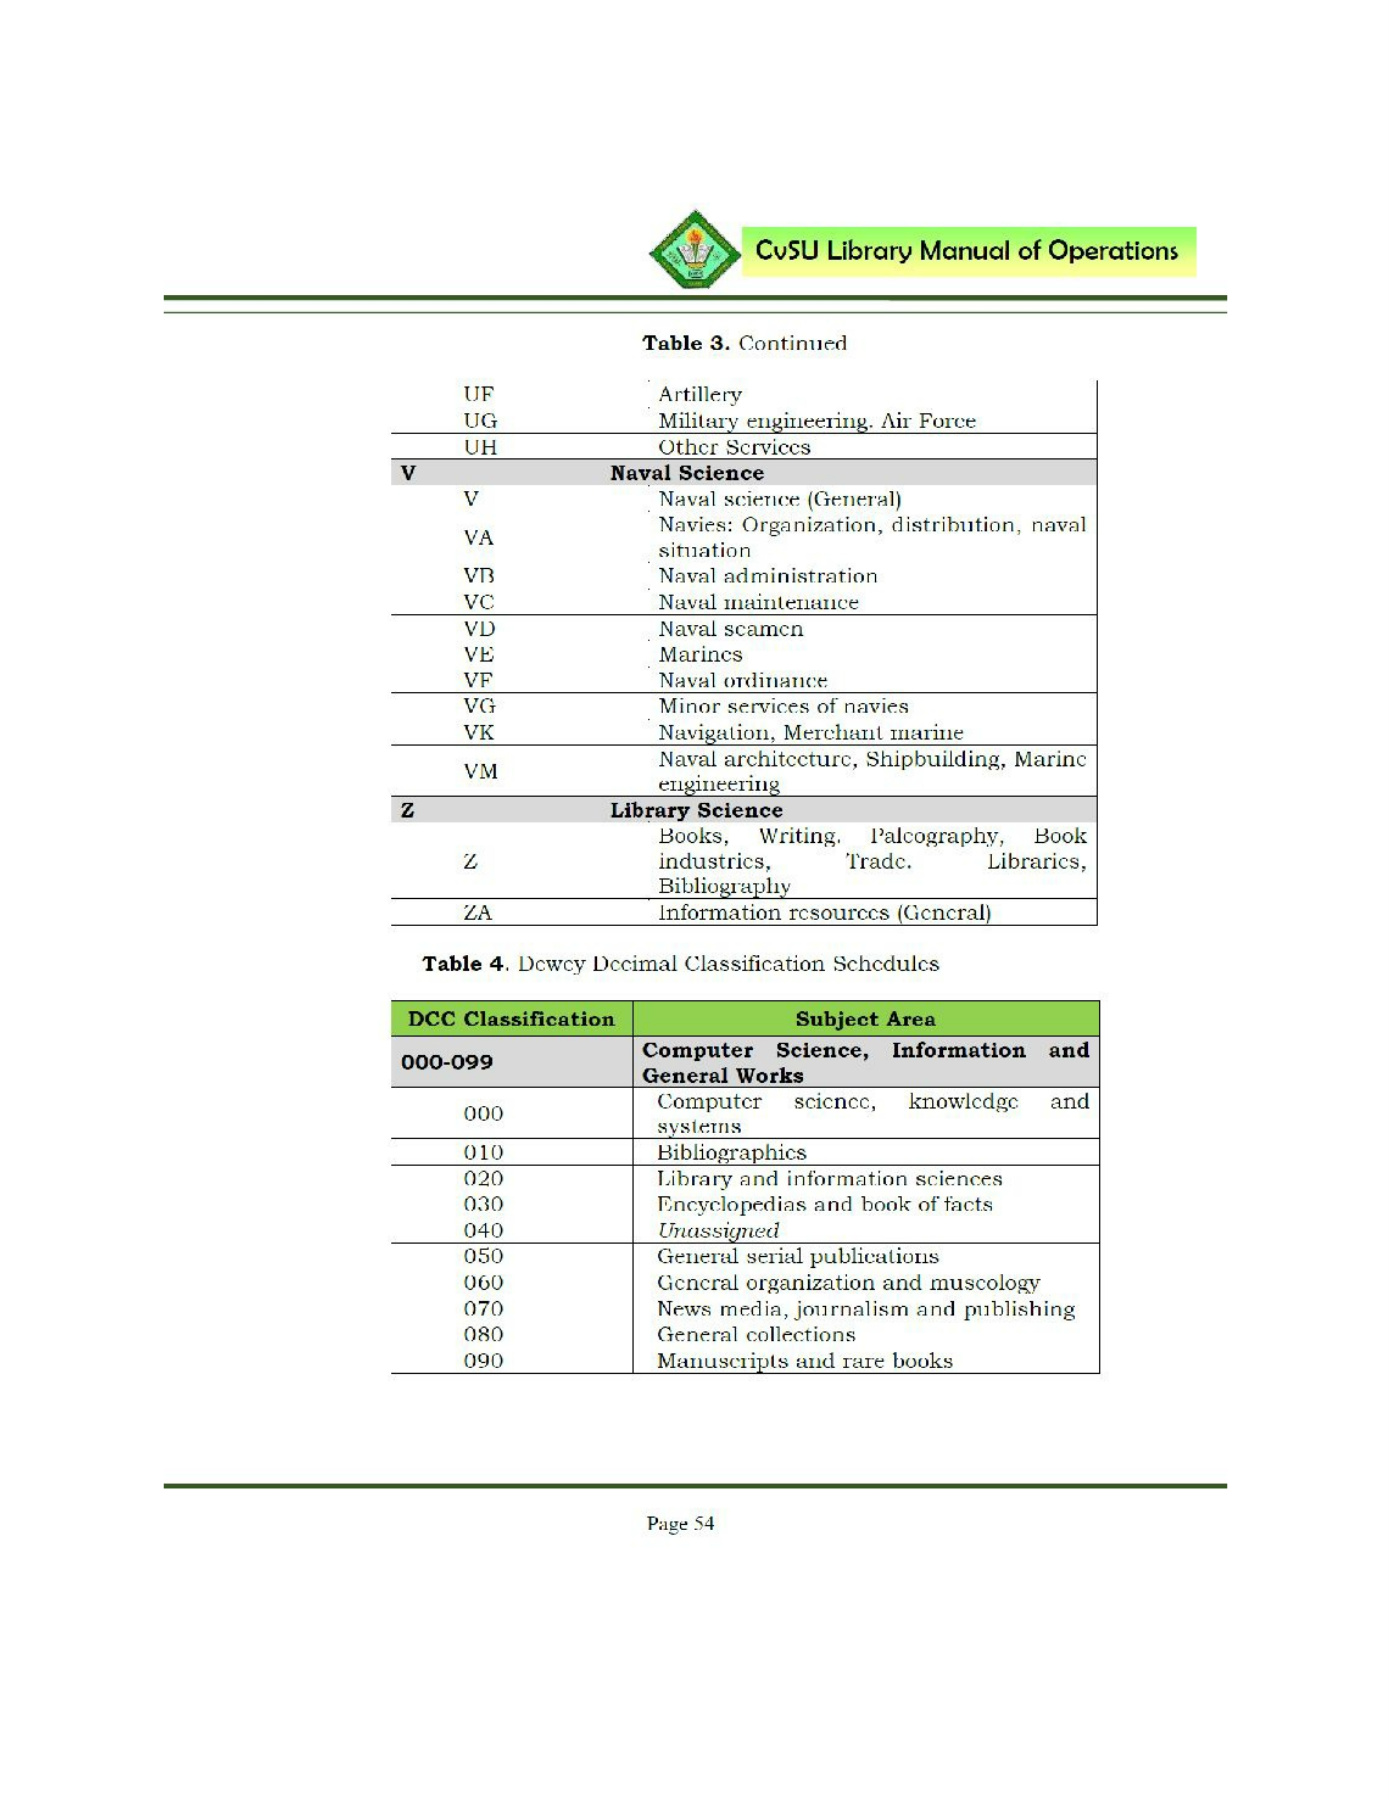 CvSU Library Manual of Operations
Table 3. Continued
UF Artillery
UG Military engineering. Air Force
UH Other Services
V Naval Science
V Naval science (General)
VA Navies: Organization, distribution, naval
situation
VB Naval administration
VC Naval maintenance
VD Naval seamen
VE Marines
VF Naval ordinance
VG Minor services of navies
VK Navigation, Merchant marine
VM Naval architecture, Shipbuilding, Marine
engineering
Z Library Science
Z Books, Writing. Paleography, Book
industries, Trade. Libraries,
Bibliography
ZA Information resources (General)
Table 4. Dewey Decimal Classification Schedules
DCC Classification Subject Area
000-099 Computer Science, Information and
General Works
000 Computer science, knowledge and
systems
010 Bibliographies
020 Library and information sciences
030 Encyclopedias and book of facts
040 Unassigned
050 General serial publications
060 General organization and museology
070 News media, journalism and publishing
080 General collections
090 Manuscripts and rare books
Page 54